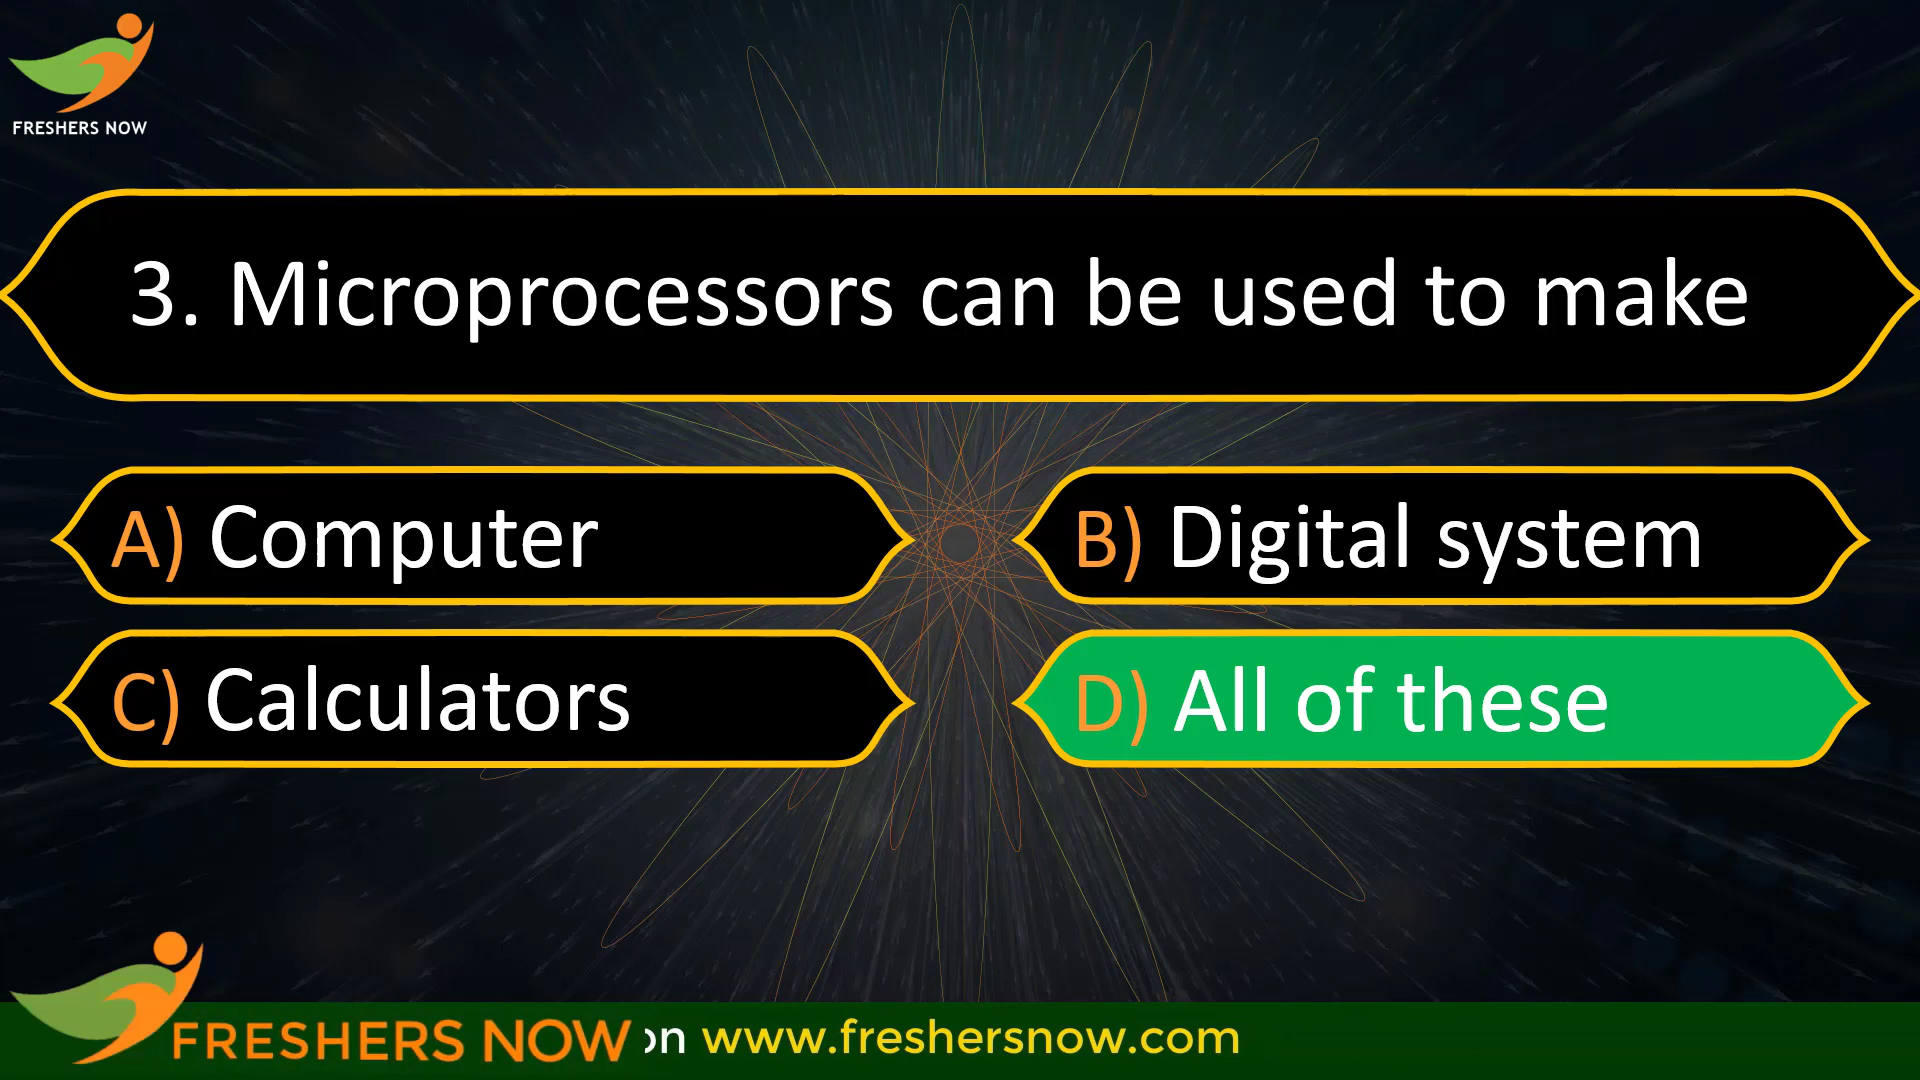 FRESHERS NOW
3. Microprocessors can be used to make
A) Computer
B) Digital system
C) Calculators
D) All of these
FRESHERS NOW on www.freshersnow.com